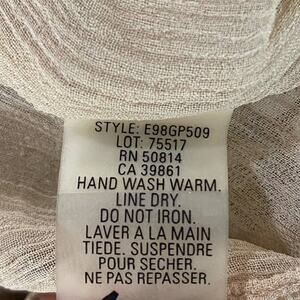 STYLE: E98GP509
LOT: 75517
RN 50814
CA 39861
HAND WASH WARM.
LINE DRY.
DO NOT IRON.
LAVER A LA MAIN
TIEDE. SUSPENDRE
POUR SECHER.
NE PAS REPASSER.